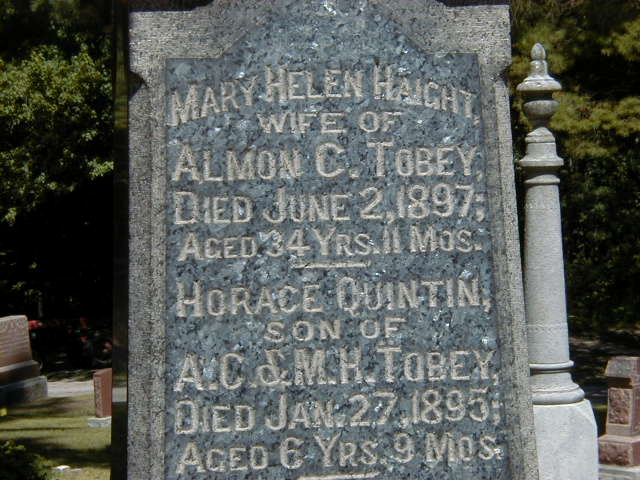 MARY HELEN HAIGHT,
WIFE OF
ALMON C. TOBEY,
DIED JUNE 2, 1897;
AGED 34 YRS. 11 MOS.
HORACE QUINTIN,
SON OF
A.C. & M.H. TOBEY,
DIED JAN. 27, 1895;
AGED 6 YRS. 9 MOS.